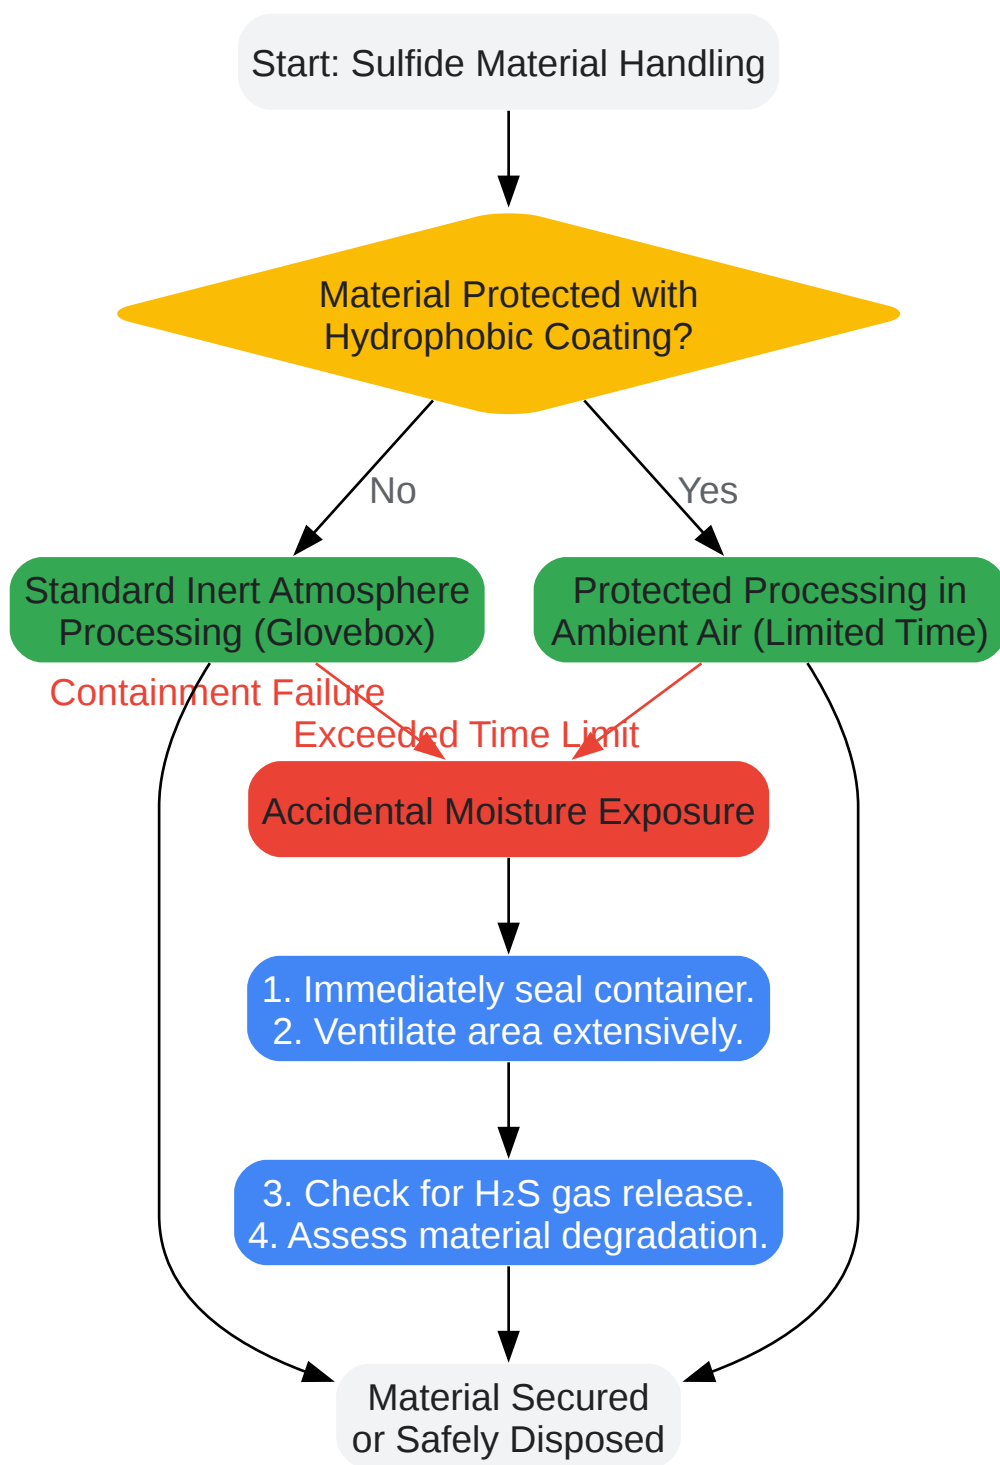 Start: Sulfide Material Handling
Material Protected with
Hydrophobic Coating?
No
Yes
Standard Inert Atmosphere
Processing (Glovebox)
Protected Processing in
Ambient Air (Limited Time)
Containment Failure
Exceeded Time Limit
Accidental Moisture Exposure
1. Immediately seal container.
2. Ventilate area extensively.
3. Check for H₂S gas release.
4. Assess material degradation.
Material Secured
or Safely Disposed